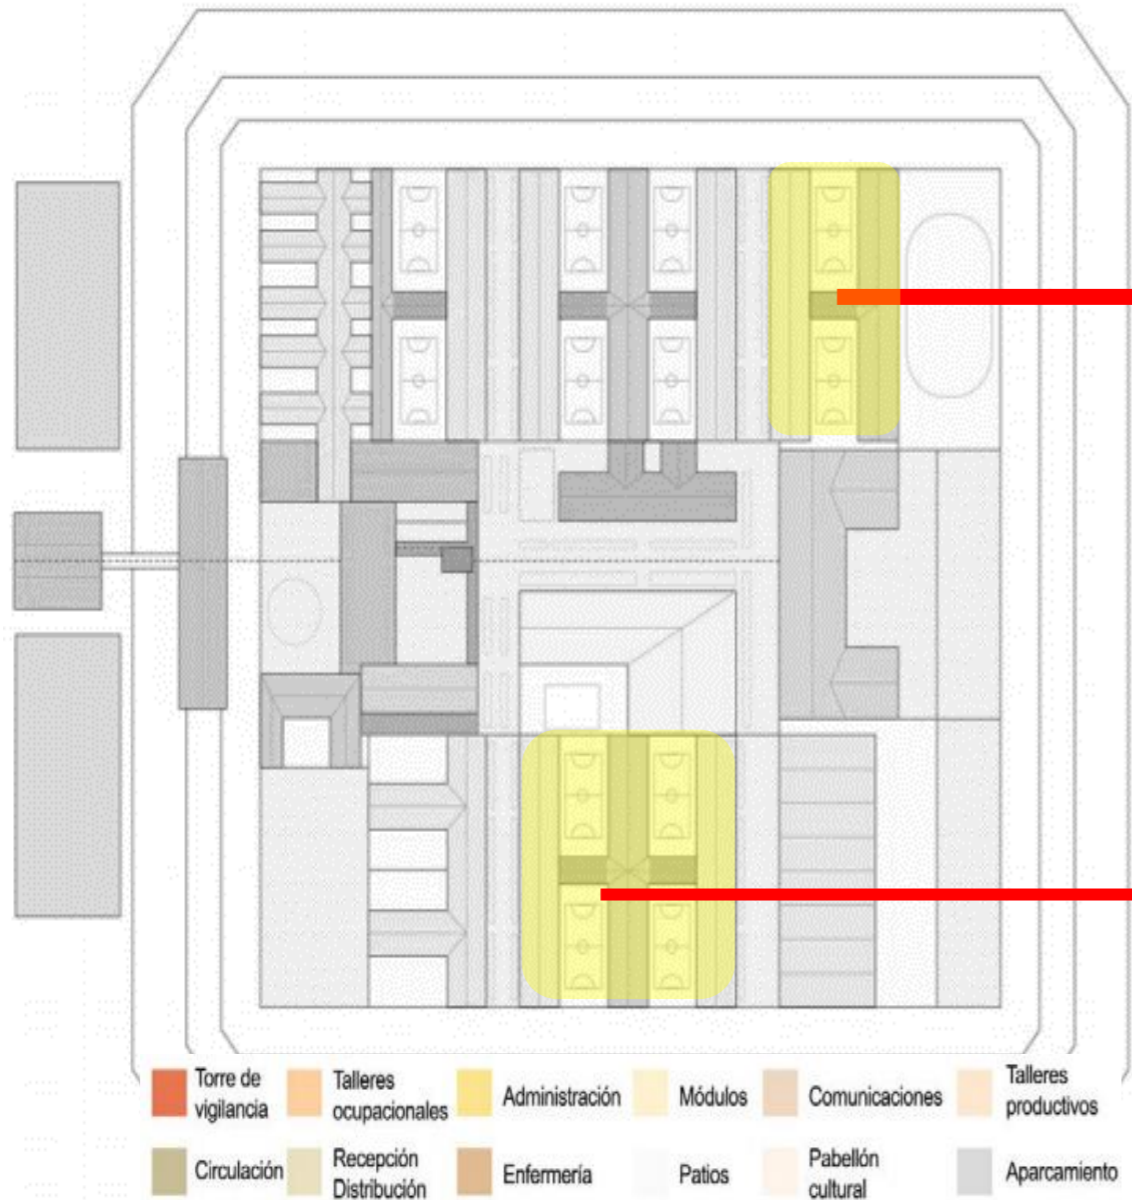 Torre de
vigilancia
Talleres
ocupacionales
Administración
Módulos
Comunicaciones
Talleres
productivos
Circulación
Recepción
Distribución
Enfermería
Patios
Pabellón
cultural
Aparcamiento